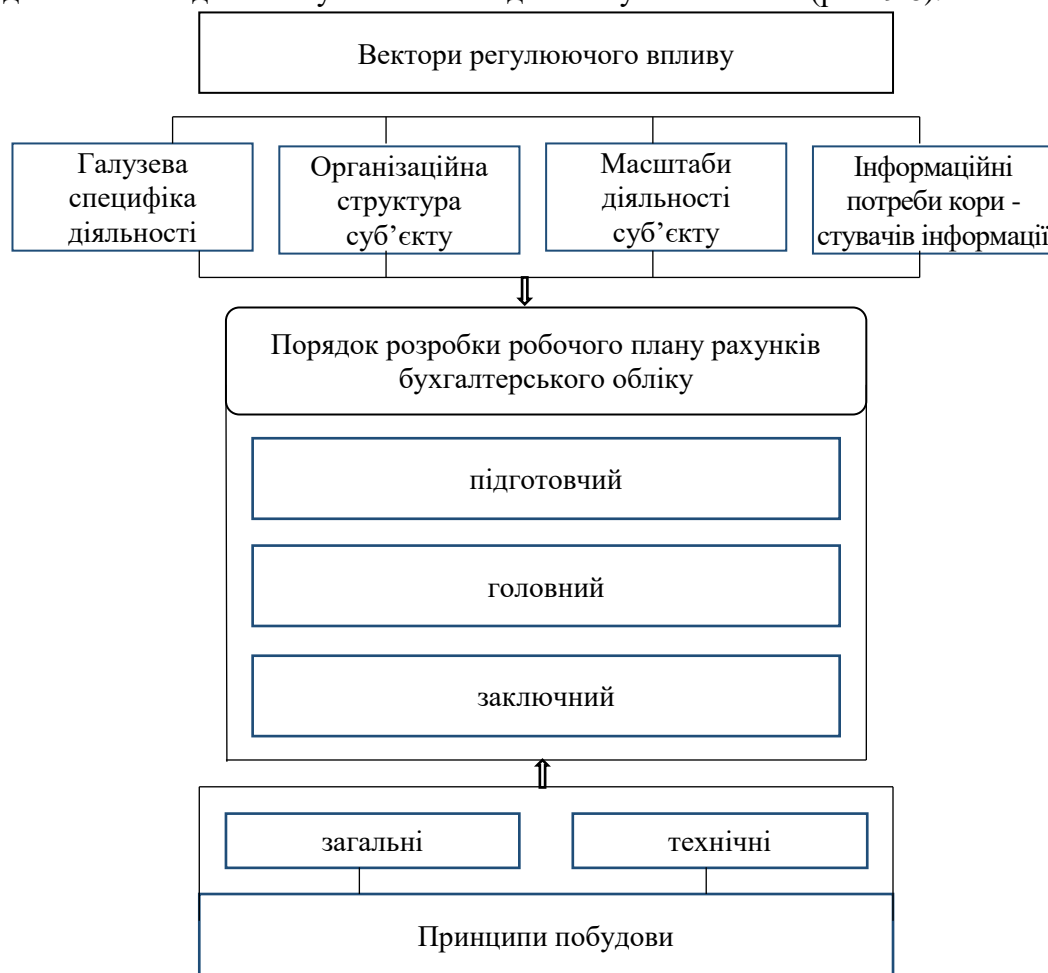 Вектори регулюючого впливу
Галузева
специфіка
діяльності
Організаційна
структура
суб’єкту
Масштаби
діяльності
суб’єкту
Інформаційні
потреби кори -
стувачів інформації
Порядок розробки робочого плану рахунків
бухгалтерського обліку
підготовчий
головний
заключний
загальні
технічні
Принципи побудови